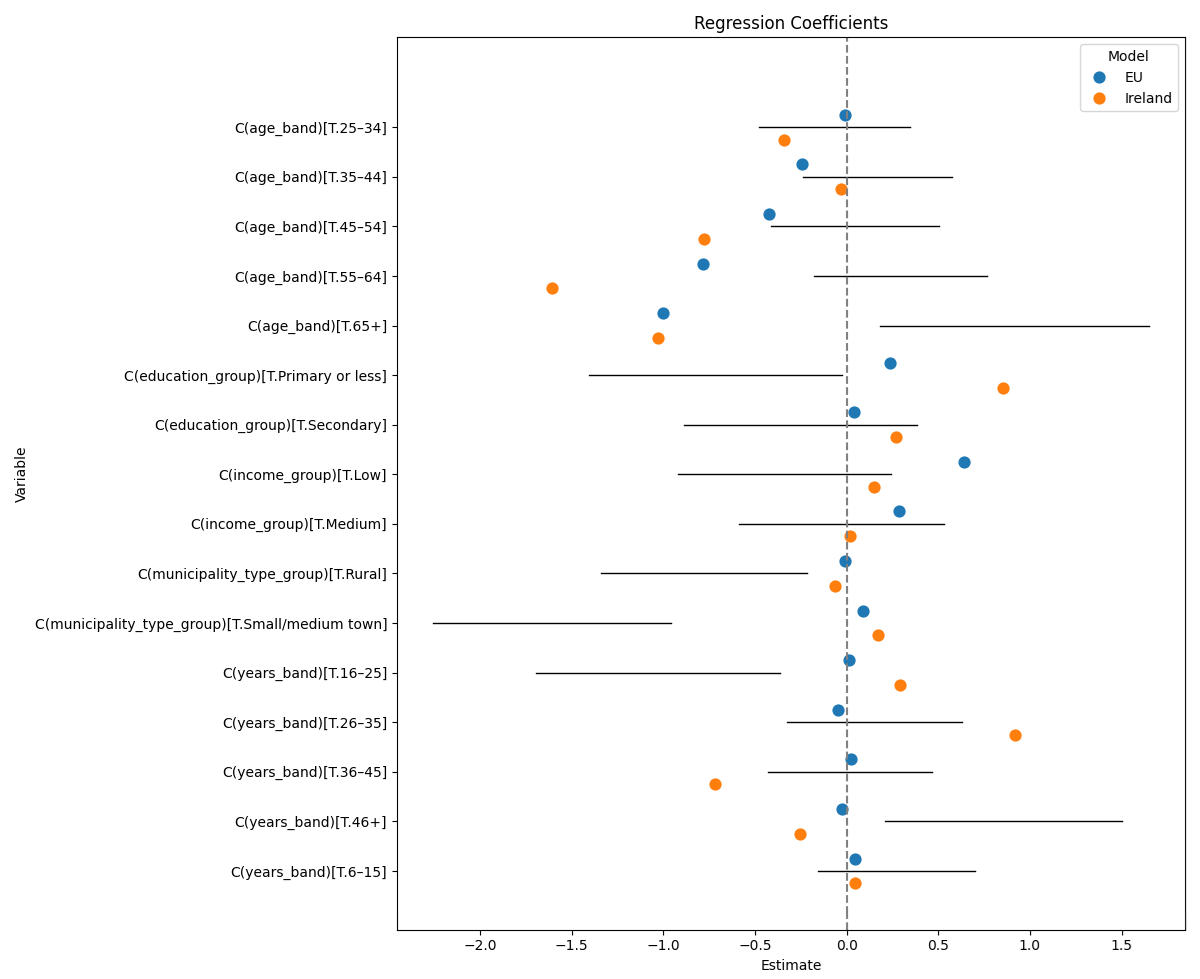 Regression Coefficients
Model
EU
Ireland
C(age_band)[T.25–34]
C(age_band)[T.35–44]
C(age_band)[T.45–54]
C(age_band)[T.55–64]
C(age_band)[T.65+]
C(education_group)[T.Primary or less]
C(education_group)[T.Secondary]
C(income_group)[T.Low]
C(income_group)[T.Medium]
C(municipality_type_group)[T.Rural]
C(municipality_type_group)[T.Small/medium town]
C(years_band)[T.16–25]
C(years_band)[T.26–35]
C(years_band)[T.36–45]
C(years_band)[T.46+]
C(years_band)[T.6–15]
Variable
−2.0 −1.5 −1.0 −0.5 0.0 0.5 1.0 1.5
Estimate